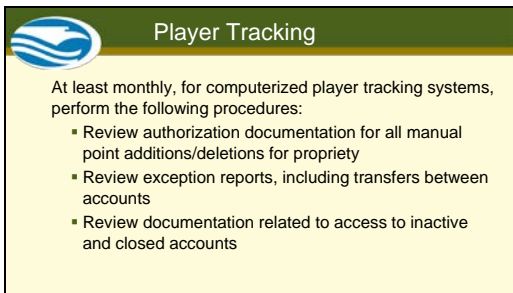 Player Tracking
At least monthly, for computerized player tracking systems,
perform the following procedures:
▪ Review authorization documentation for all manual
point additions/deletions for propriety
▪ Review exception reports, including transfers between
accounts
▪ Review documentation related to access to inactive
and closed accounts